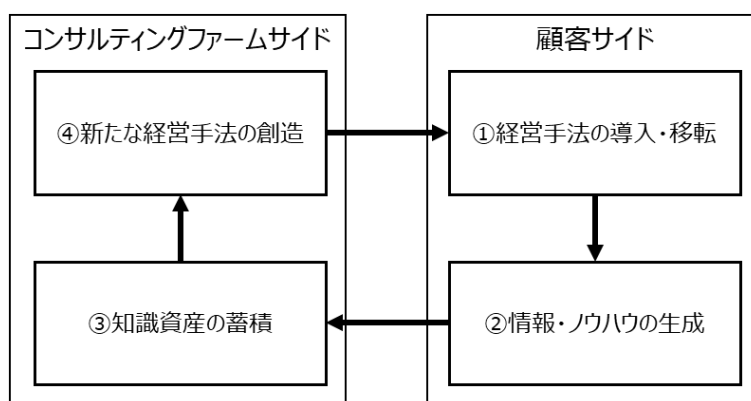 コンサルティングファームサイド
顧客サイド
④新たな経営手法の創造
①経営手法の導入・移転
③知識資産の蓄積
②情報・ノウハウの生成